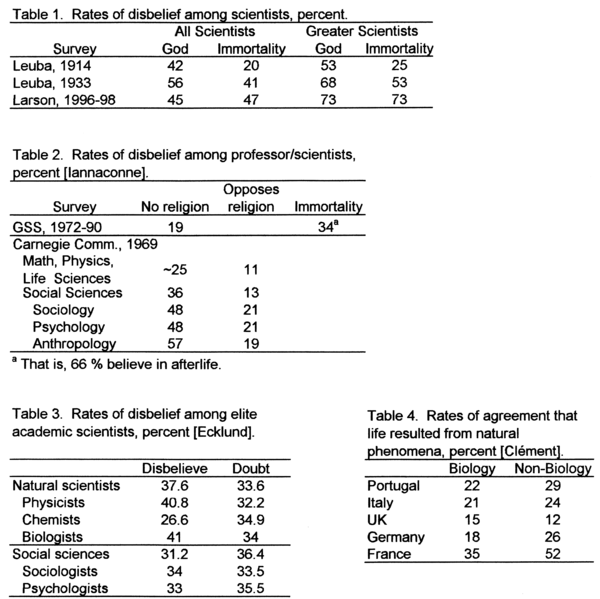 Table 1. Rates of disbelief among scientists, percent.
All Scientists Greater Scientists
Survey God Immortality God Immortality
Leuba, 1914 42 20 53 25
Leuba, 1933 56 41 68 53
Larson, 1996-98 45 47 73 73
Table 2. Rates of disbelief among professor/scientists,
percent [Iannaconne].
Opposes
Survey No religion religion Immortality
GSS, 1972-90 19 34ª
Carnegie Comm., 1969
Math, Physics,
Life Sciences ~25 11
Social Sciences 36 13
Sociology 48 21
Psychology 48 21
Anthropology 57 19
ª That is, 66 % believe in afterlife.
Table 3. Rates of disbelief among elite
academic scientists, percent [Ecklund].
Disbelieve Doubt
Natural scientists 37.6 33.6
Physicists 40.8 32.2
Chemists 26.6 34.9
Biologists 41 34
Social sciences 31.2 36.4
Sociologists 34 33.5
Psychologists 33 35.5
Table 4. Rates of agreement that
life resulted from natural
phenomena, percent [Clément].
Biology Non-Biology
Portugal 22 29
Italy 21 24
UK 15 12
Germany 18 26
France 35 52